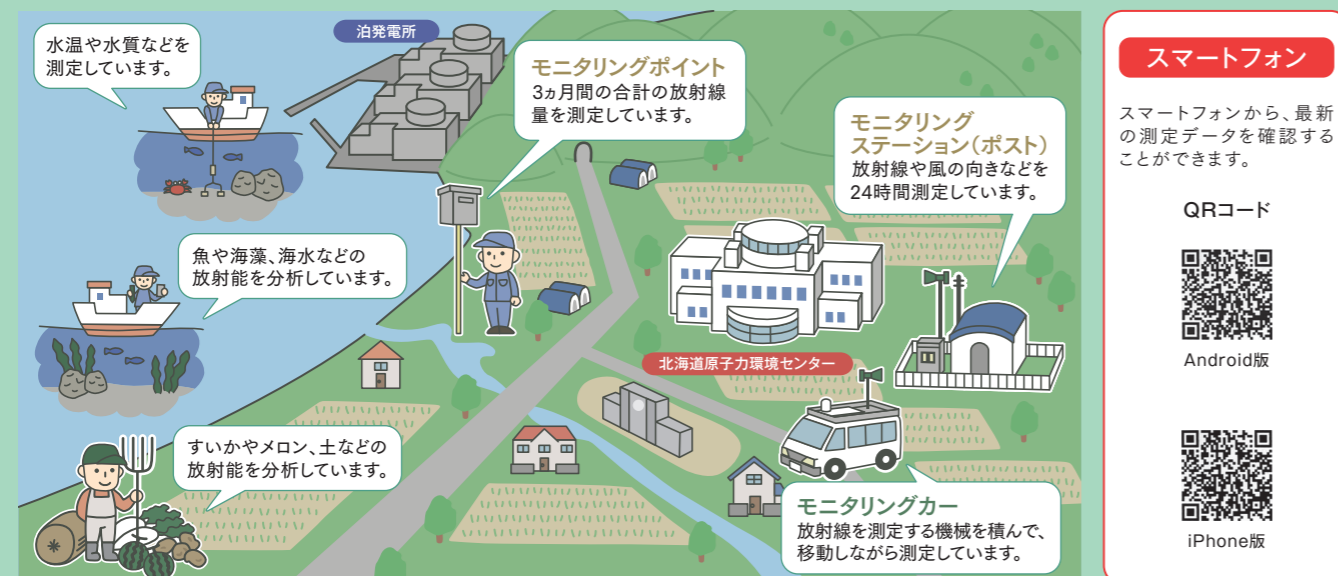 水温や水質などを
測定しています。
泊発電所
モニタリングポイント
3ヵ月間の合計の放射線
量を測定しています。
モニタリング
ステーション(ポスト)
放射線や風の向きなどを
24時間測定しています。
魚や海藻、海水などの
放射能を分析しています。
北海道原子力環境センター
すいかやメロン、土などの
放射能を分析しています。
モニタリングカー
放射線を測定する機械を積んで、
移動しながら測定しています。
スマートフォン
スマートフォンから、最新
の測定データを確認する
ことができます。
QRコード
Android版
iPhone版